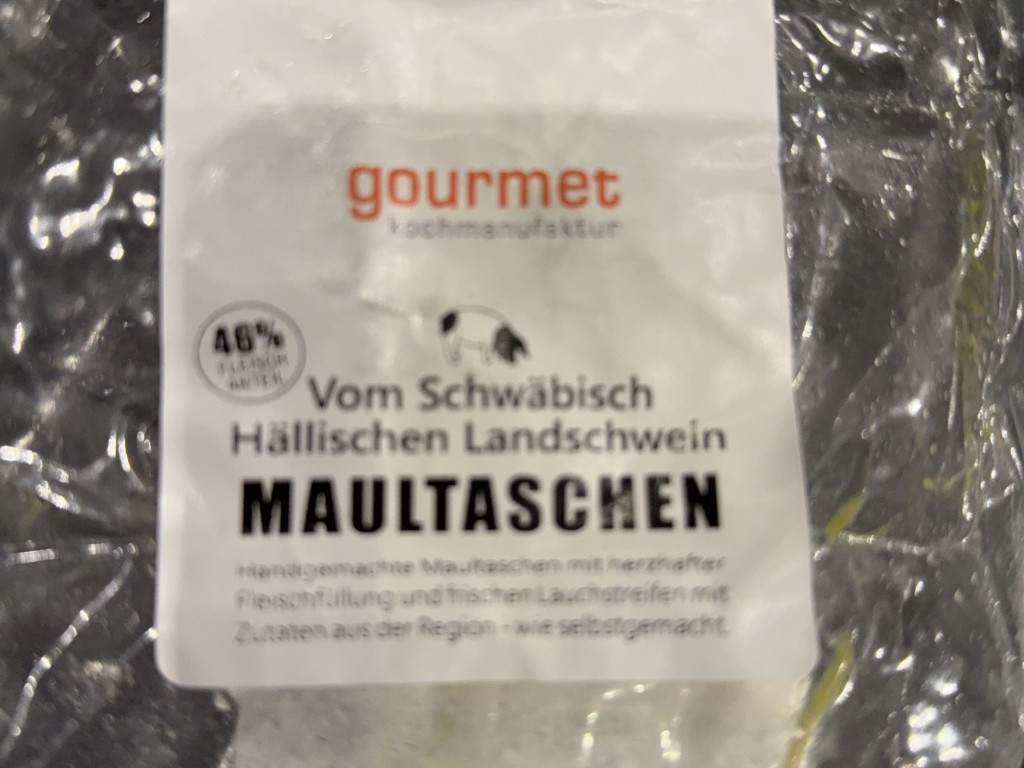 gourmet
kochmanufaktur
46%
FLEISCH
ANTEIL
Vom Schwäbisch
Hällischen Landschwein
MAULTASCHEN
Handgemachte Maultaschen mit herzhafter
Fleischfüllung und frischen Lauchstreifen mit
Zutaten aus der Region - wie selbstgemacht.